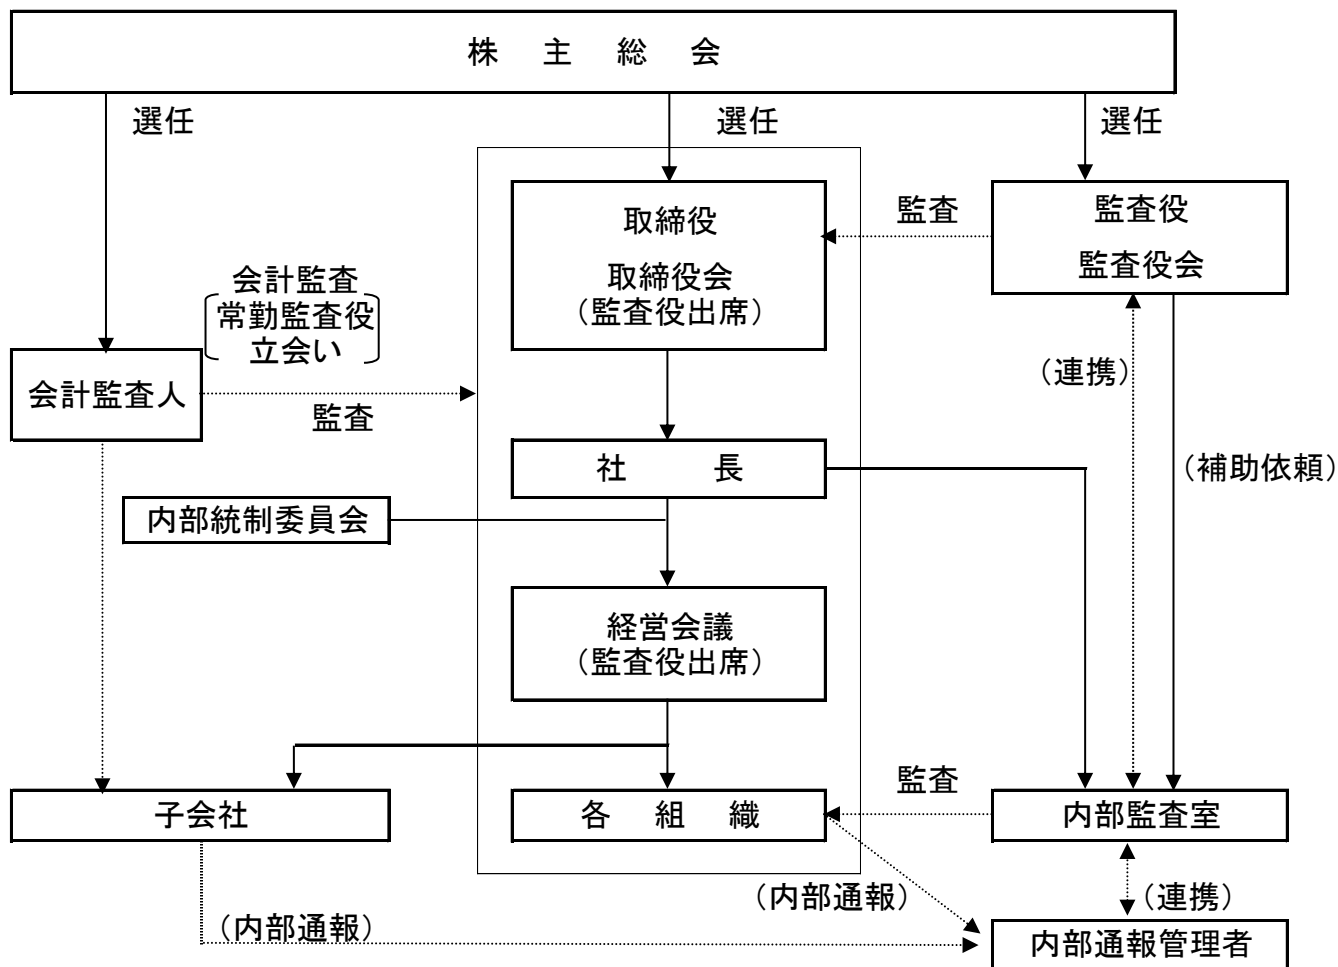 株 主 総 会
選任
選任
選任
取締役
取締役会
（監査役出席）
監査
監査役
監査役会
会計監査
常勤監査役
立会い
会計監査人
監査
（連携）
（補助依頼）
社 長
内部統制委員会
経営会議
（監査役出席）
子会社
各 組 織
監査
内部監査室
（内部通報）
（内部通報）
（連携）
内部通報管理者